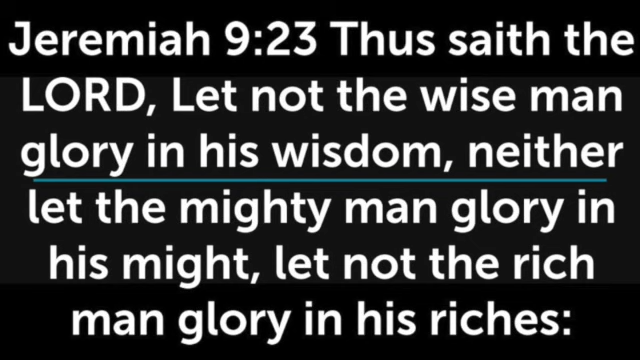 Jeremiah 9:23 Thus saith the
LORD, Let not the wise man
glory in his wisdom, neither
let the mighty man glory in
his might, let not the rich
man glory in his riches: